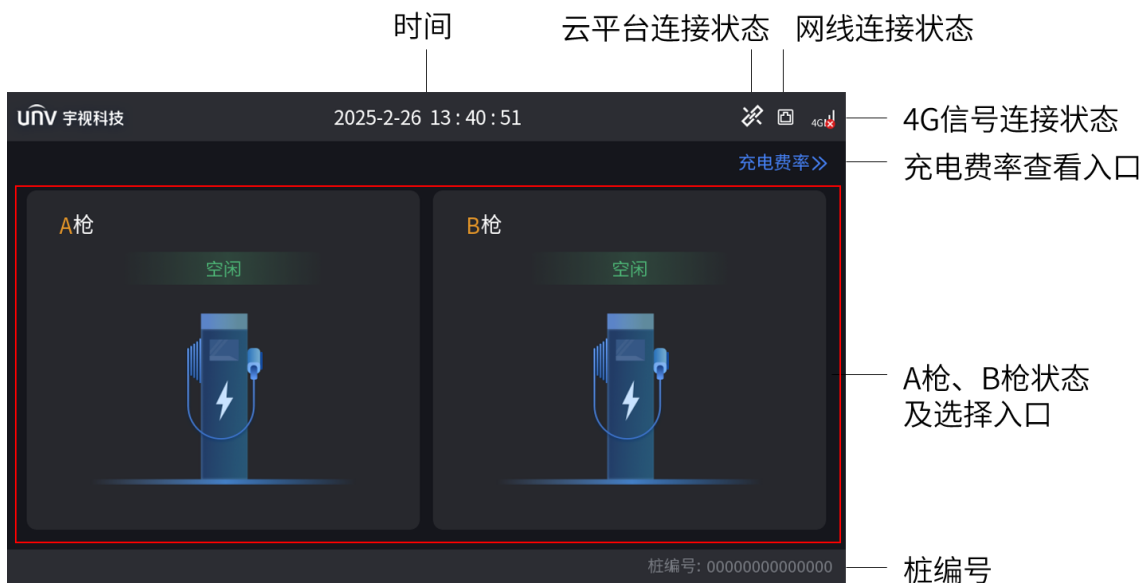 时间
云平台连接状态
网线连接状态
unv 宇视科技
2025-2-26 13:40:51
4G
4G信号连接状态
充电费率
充电费率查看入口
A枪
B枪
空闲
空闲
A枪、B枪状态
及选择入口
桩编号: 00000000000000
桩编号